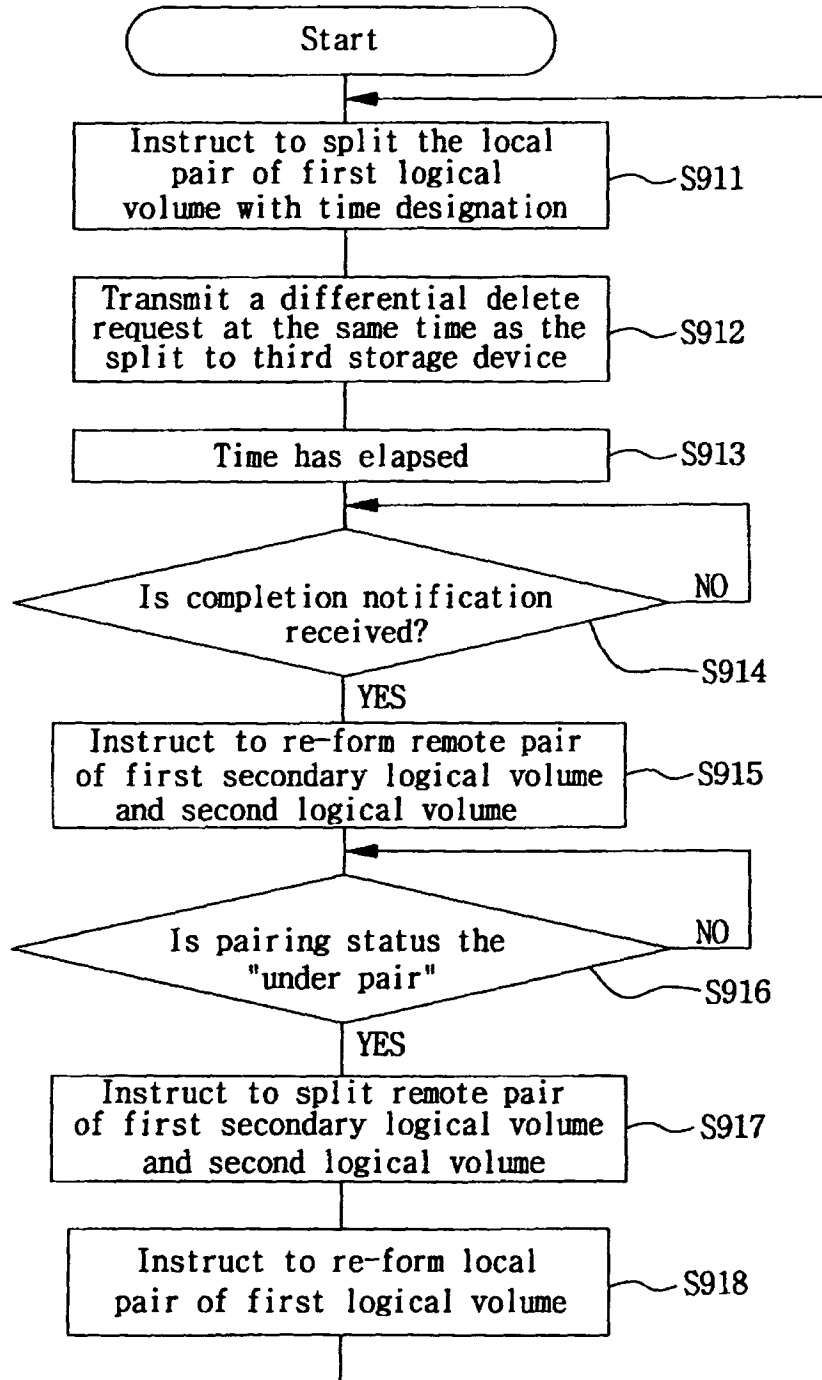 Start
Instruct to split the local
pair of first logical
volume with time designation
S911
Transmit a differential delete
request at the same time as the
split to third storage device
S912
Time has elapsed
S913
Is completion notification
received?
NO
S914
YES
Instruct to re-form remote pair
of first secondary logical volume
and second logical volume
S915
Is pairing status the
"under pair"
NO
S916
YES
Instruct to split remote pair
of first secondary logical volume
and second logical volume
S917
Instruct to re-form local
pair of first logical volume
S918